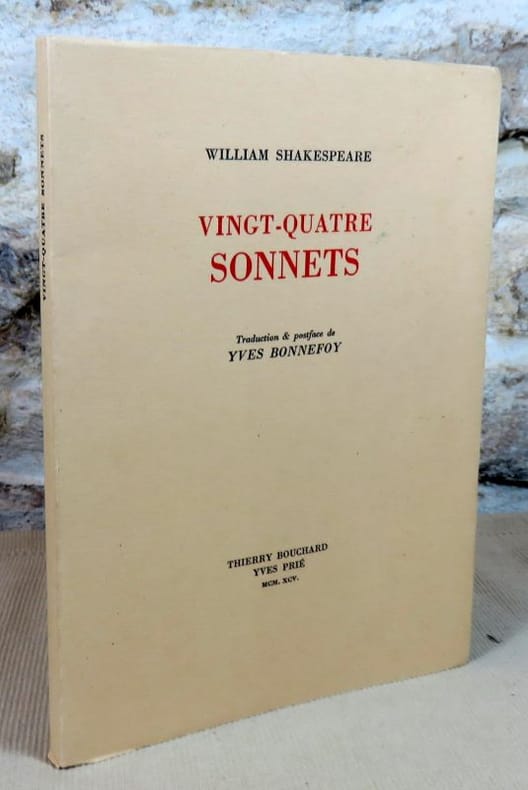 WILLIAM SHAKESPEARE
VINGT-QUATRE
SONNETS
Traduction & postface de
YVES BONNEFOY
THIERRY BOUCHARD
YVES PRIÉ
MCM. XCV.
VINGT-QUATRE SONNETS